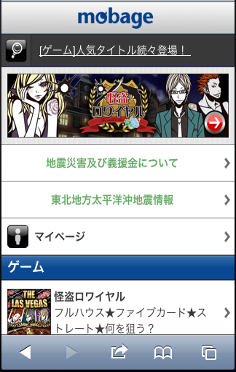 mobage
[ゲーム]人気タイトル続々登場！
怪盗
ロワイヤル
地震災害及び義援金について
東北地方太平洋沖地震情報
マイページ
ゲーム
THE
LAS VEGAS
怪盗ロワイヤル
フルハウス★ファイブカード★ス
トレート★何を狙う？